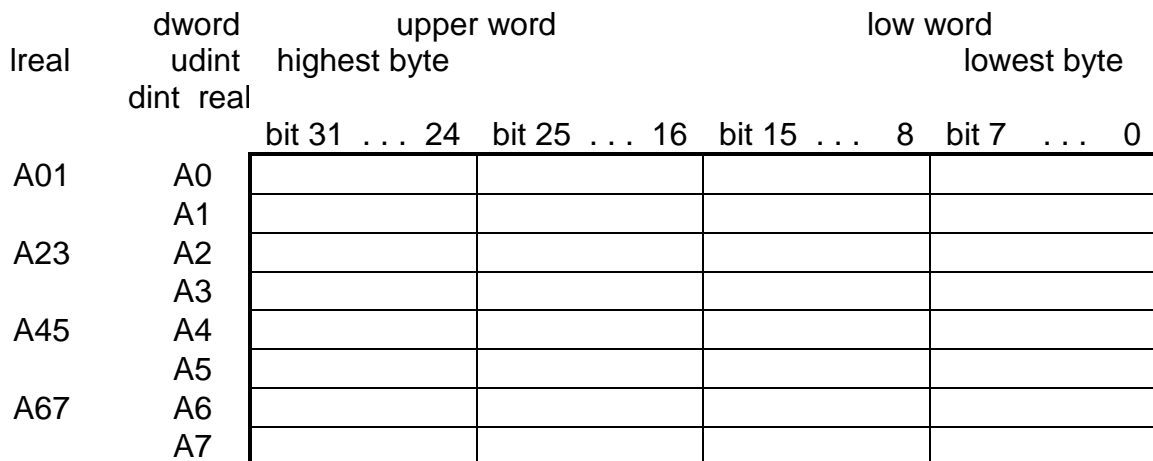 dword upper word low word
lreal udint highest byte lowest byte
dint real
bit 31 . . . 24 bit 25 . . . 16 bit 15 . . . 8 bit 7 . . . 0
A01 A0
A1
A23 A2
A3
A45 A4
A5
A67 A6
A7